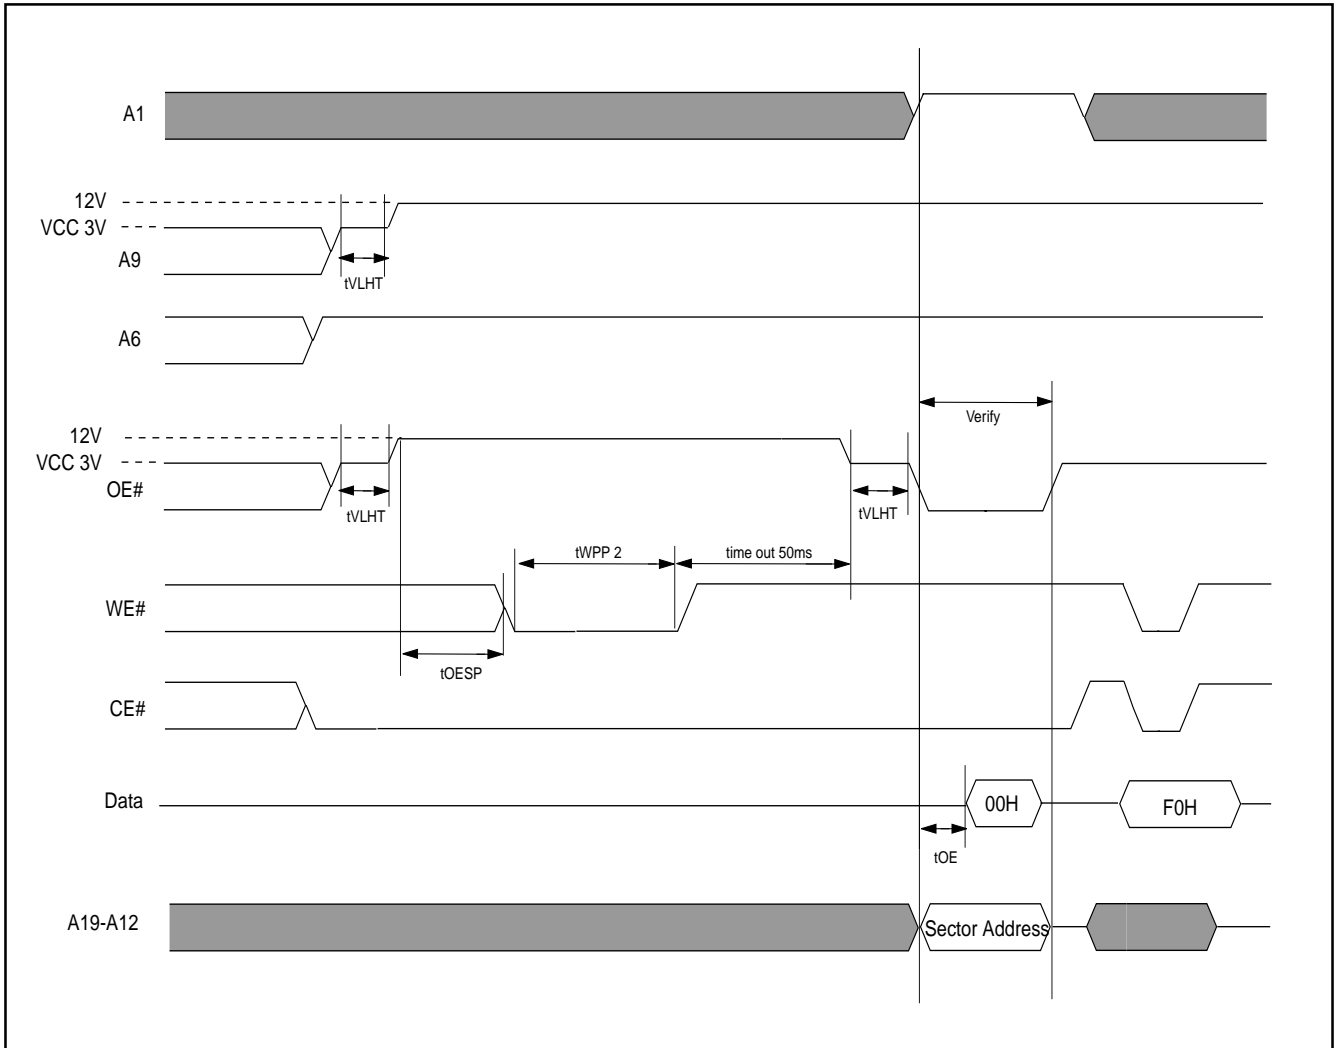 A1
12V
VCC 3V
A9
tVLHT
A6
Verify
12V
VCC 3V
OE#
tVLHT
tVLHT
tWPP 2
time out 50ms
WE#
tOESP
CE#
Data
00H
F0H
tOE
A19-A12
Sector Address